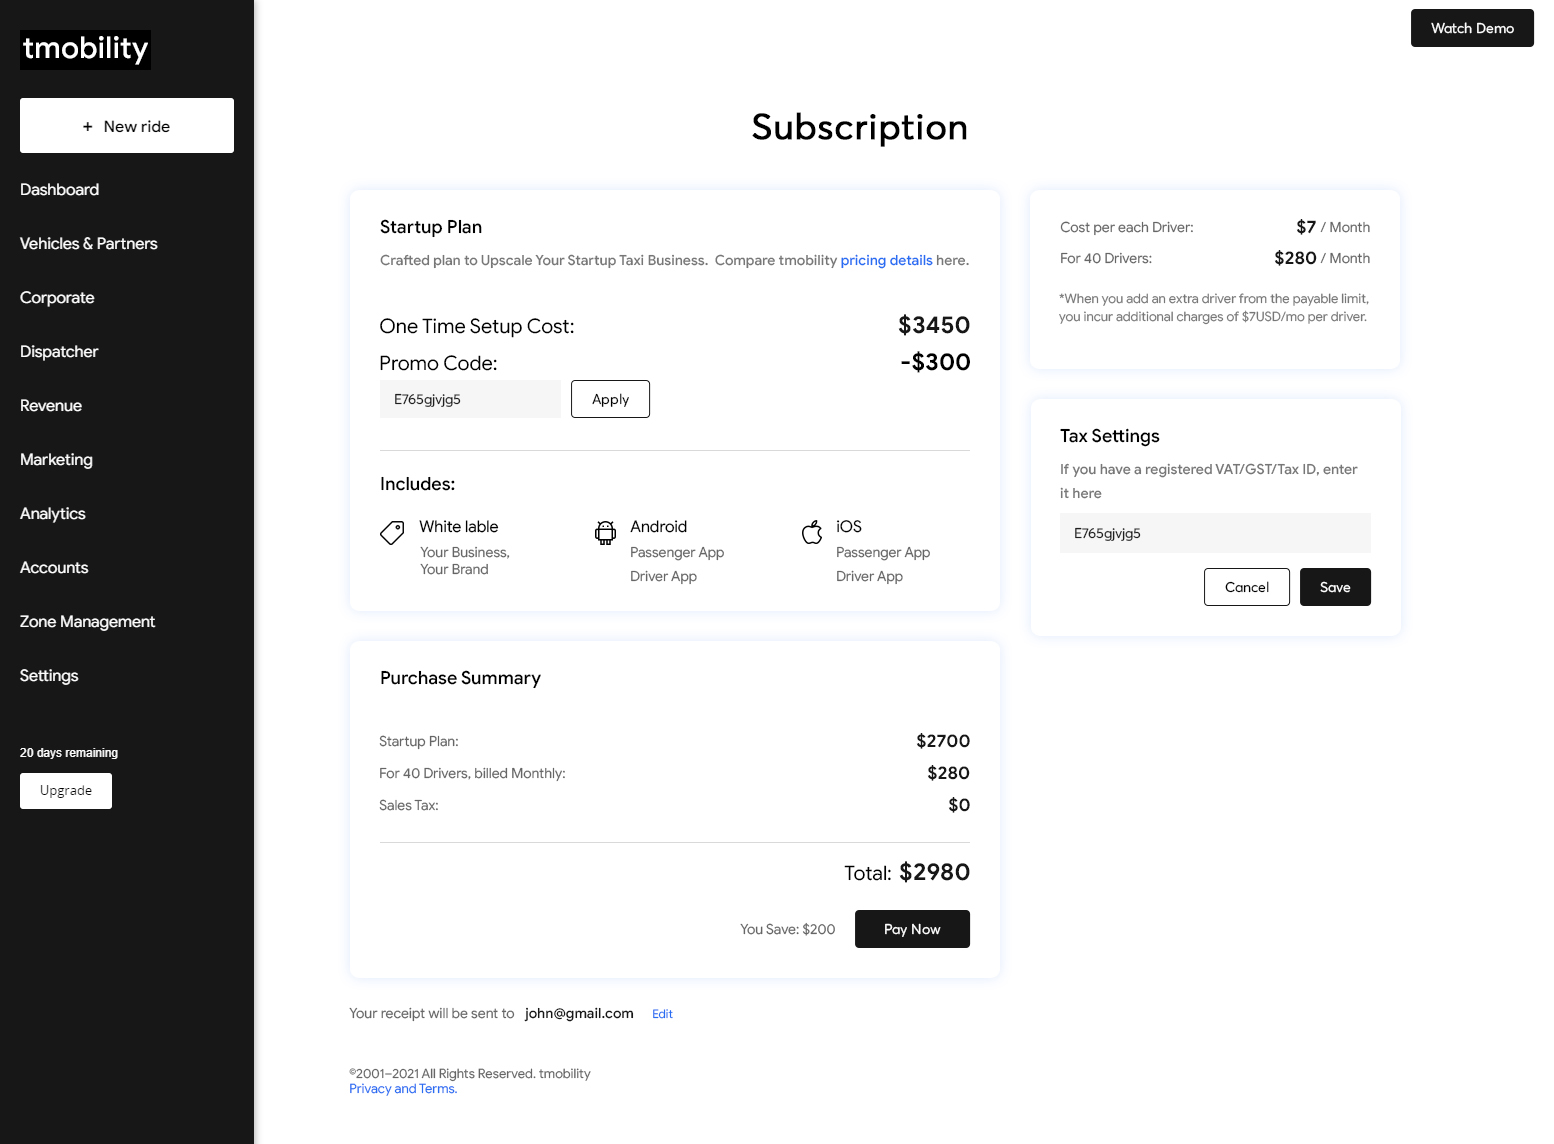 tmobility
+ New ride
Dashboard
Vehicles & Partners
Corporate
Dispatcher
Revenue
Marketing
Analytics
Accounts
Zone Management
Settings
20 days remaining
Upgrade
Watch Demo
Subscription
Startup Plan
Crafted plan to Upscale Your Startup Taxi Business. Compare tmobility pricing details here.
One Time Setup Cost: $3450
Promo Code: -$300
E765gjvjg5 Apply
Includes:
White lable
Your Business,
Your Brand
Android
Passenger App
Driver App
iOS
Passenger App
Driver App
Purchase Summary
Startup Plan: $2700
For 40 Drivers, billed Monthly: $280
Sales Tax: $0
Total: $2980
You Save: $200 Pay Now
Your receipt will be sent to john@gmail.com Edit
©2001–2021 All Rights Reserved. tmobility
Privacy and Terms.
Cost per each Driver: $7 / Month
For 40 Drivers: $280 / Month
*When you add an extra driver from the payable limit,
you incur additional charges of $7USD/mo per driver.
Tax Settings
If you have a registered VAT/GST/Tax ID, enter
it here
E765gjvjg5
Cancel Save